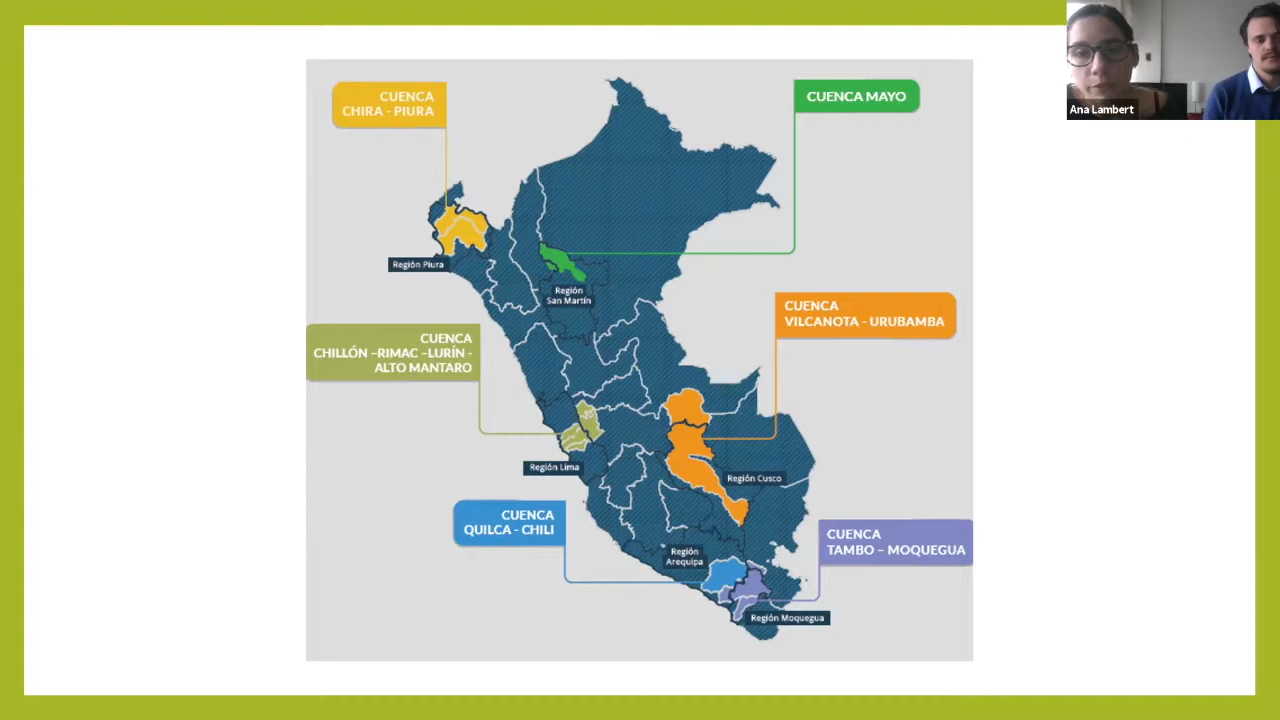 CUENCA
CHIRA - PIURA
CUENCA MAYO
Ana Lambert
Región Piura
Región
San Martín
CUENCA
VILCANOTA - URUBAMBA
CUENCA
CHILLÓN –RIMAC –LURÍN -
ALTO MANTARO
Región Lima
Región Cusco
CUENCA
QUILCA - CHILI
CUENCA
TAMBO – MOQUEGUA
Región
Arequipa
Región Moquegua